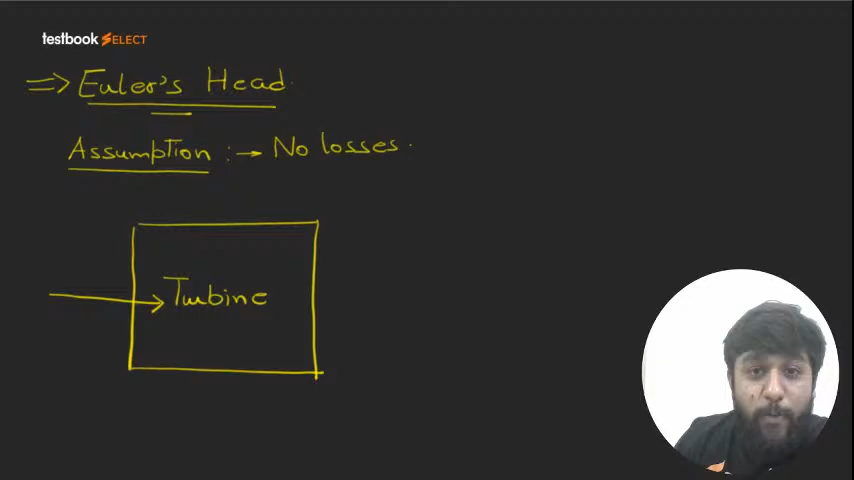 testbook SELECT
=> Euler's Head
Assumption :→ No losses.
Turbine